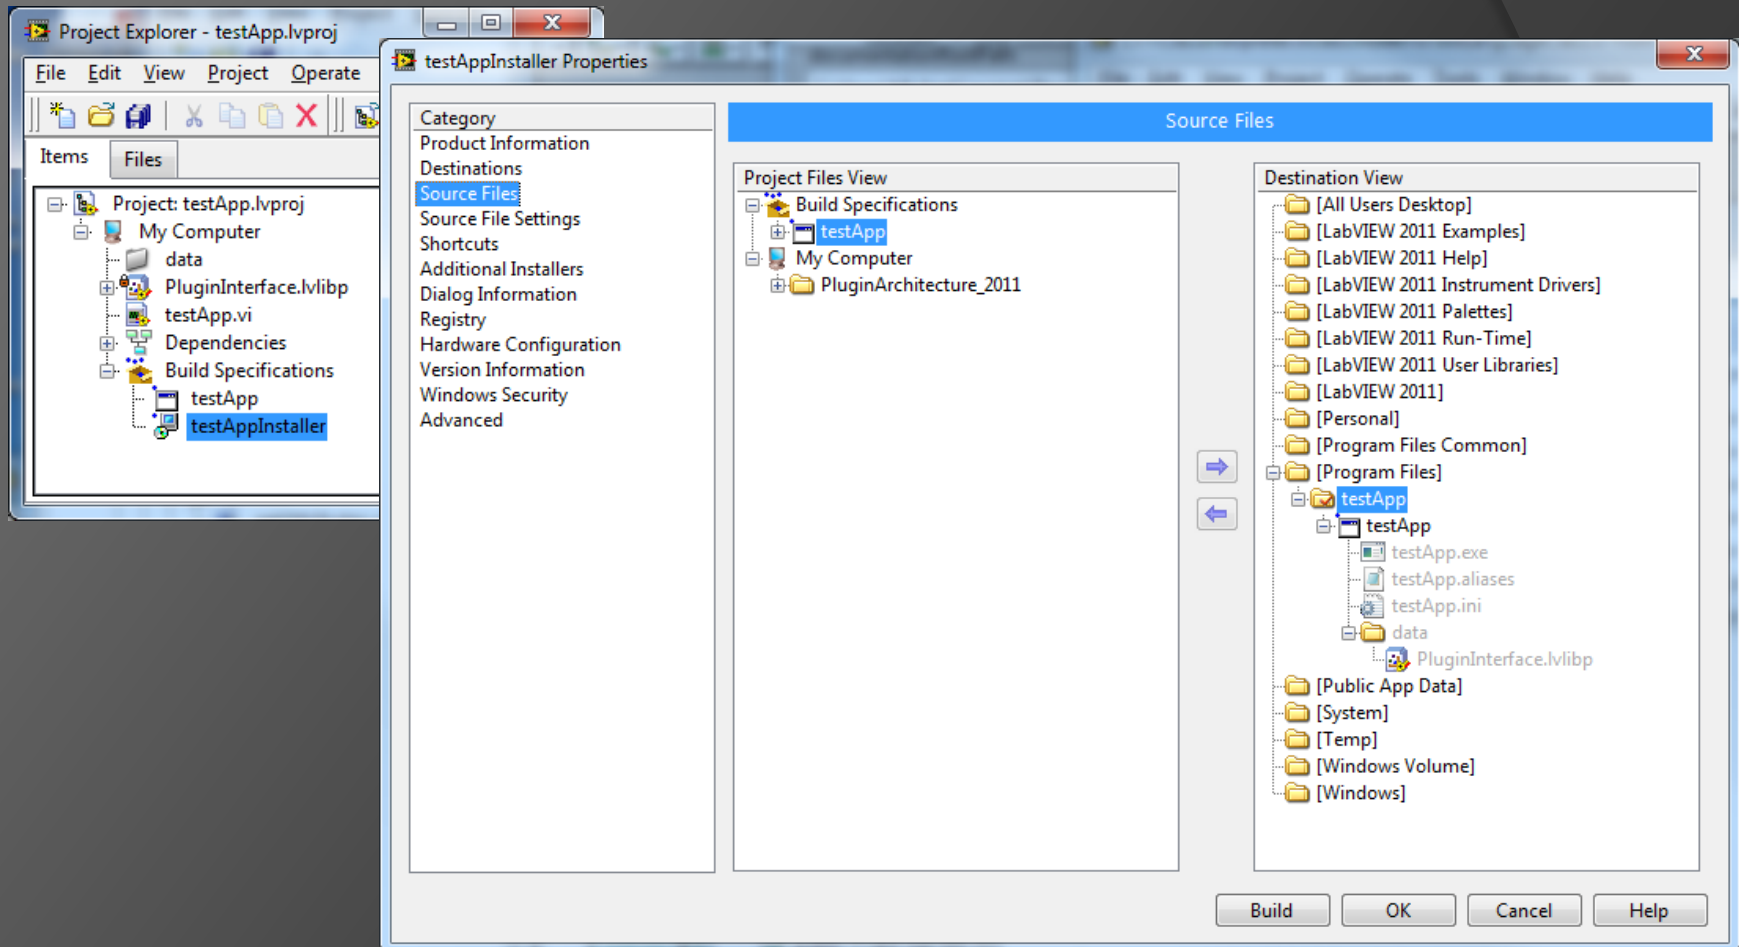 Project Explorer - testApp.lvproj
File Edit View Project Operate
Items Files
Project: testApp.lvproj
My Computer
data
PluginInterface.lvlibp
testApp.vi
Dependencies
Build Specifications
testApp
testAppInstaller
testAppInstaller Properties
Category
Product Information
Destinations
Source Files
Source File Settings
Shortcuts
Additional Installers
Dialog Information
Registry
Hardware Configuration
Version Information
Windows Security
Advanced
Source Files
Project Files View
Build Specifications
testApp
My Computer
PluginArchitecture_2011
Destination View
[All Users Desktop]
[LabVIEW 2011 Examples]
[LabVIEW 2011 Help]
[LabVIEW 2011 Instrument Drivers]
[LabVIEW 2011 Palettes]
[LabVIEW 2011 Run-Time]
[LabVIEW 2011 User Libraries]
[LabVIEW 2011]
[Personal]
[Program Files Common]
[Program Files]
testApp
testApp
testApp.exe
testApp.aliases
testApp.ini
data
PluginInterface.lvlibp
[Public App Data]
[System]
[Temp]
[Windows Volume]
[Windows]
Build OK Cancel Help